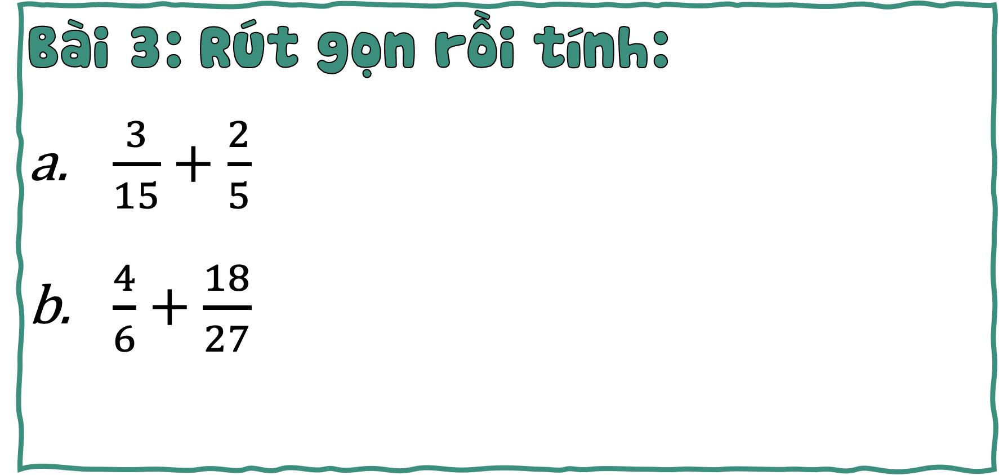 Bài 3: Rút gọn rồi tính:
a. 3/15 + 2/5
b. 4/6 + 18/27